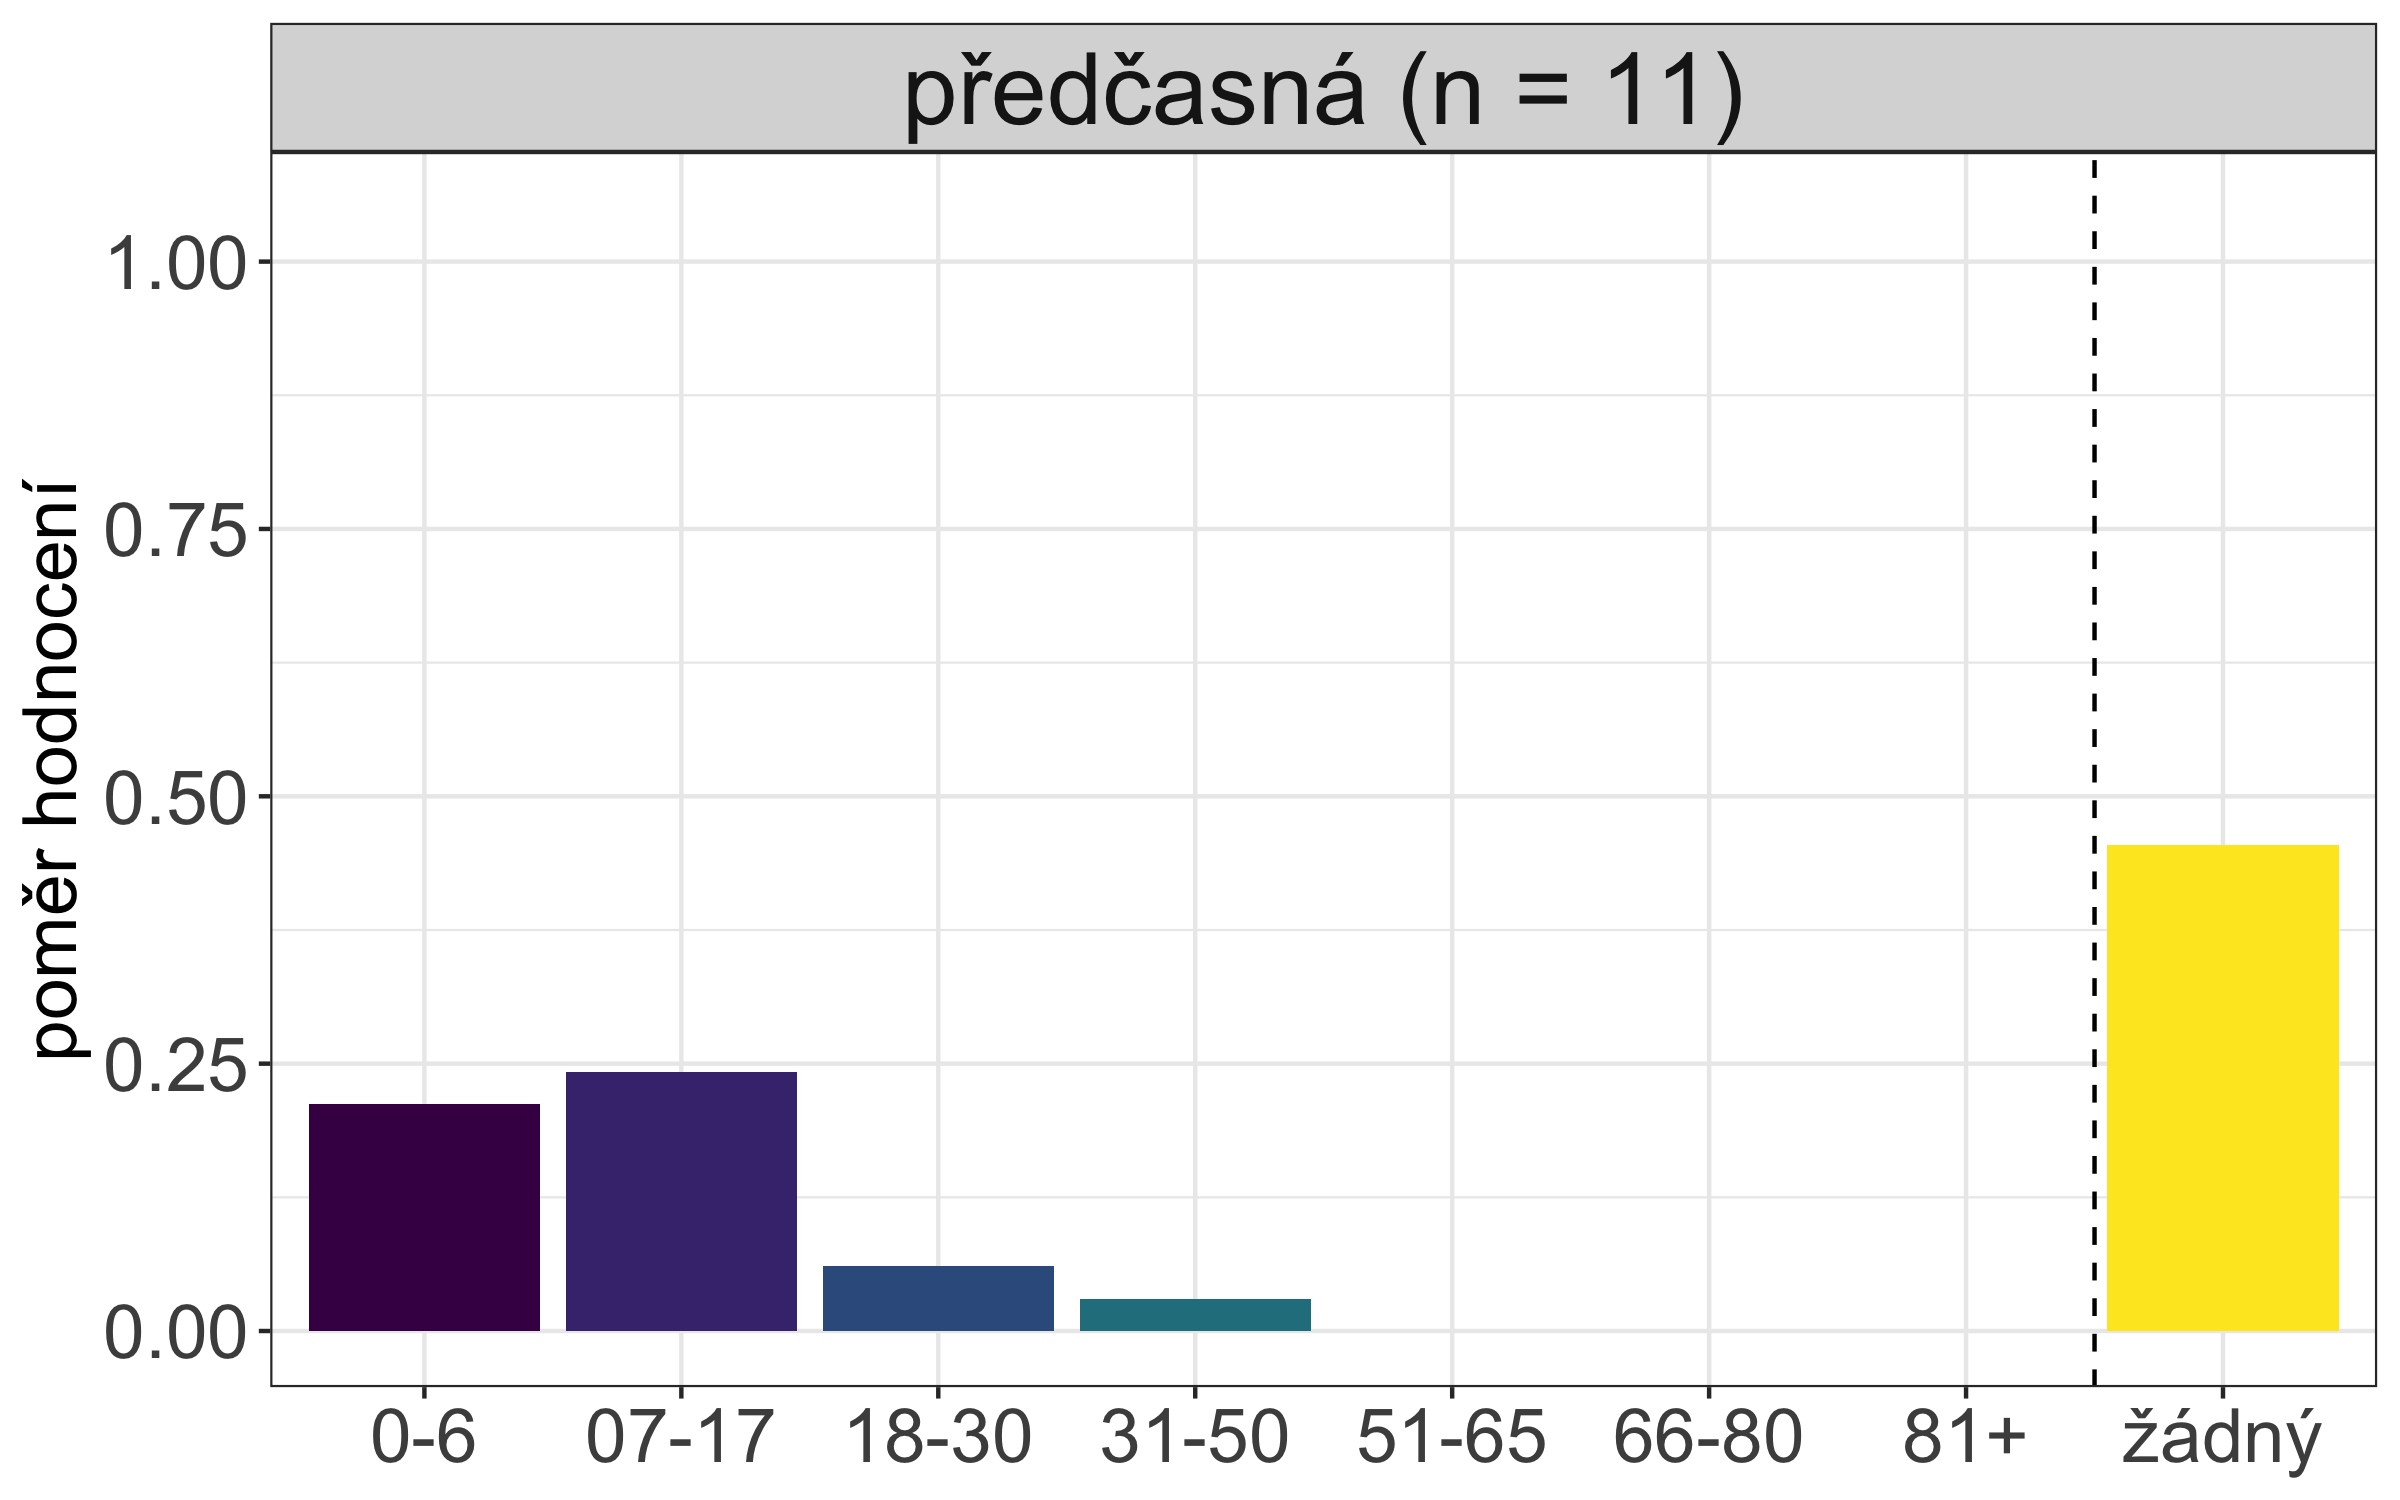 předčasná (n = 11)
poměr hodnocení
1.00
0.75
0.50
0.25
0.00
0-6 07-17 18-30 31-50 51-65 66-80 81+ žádný